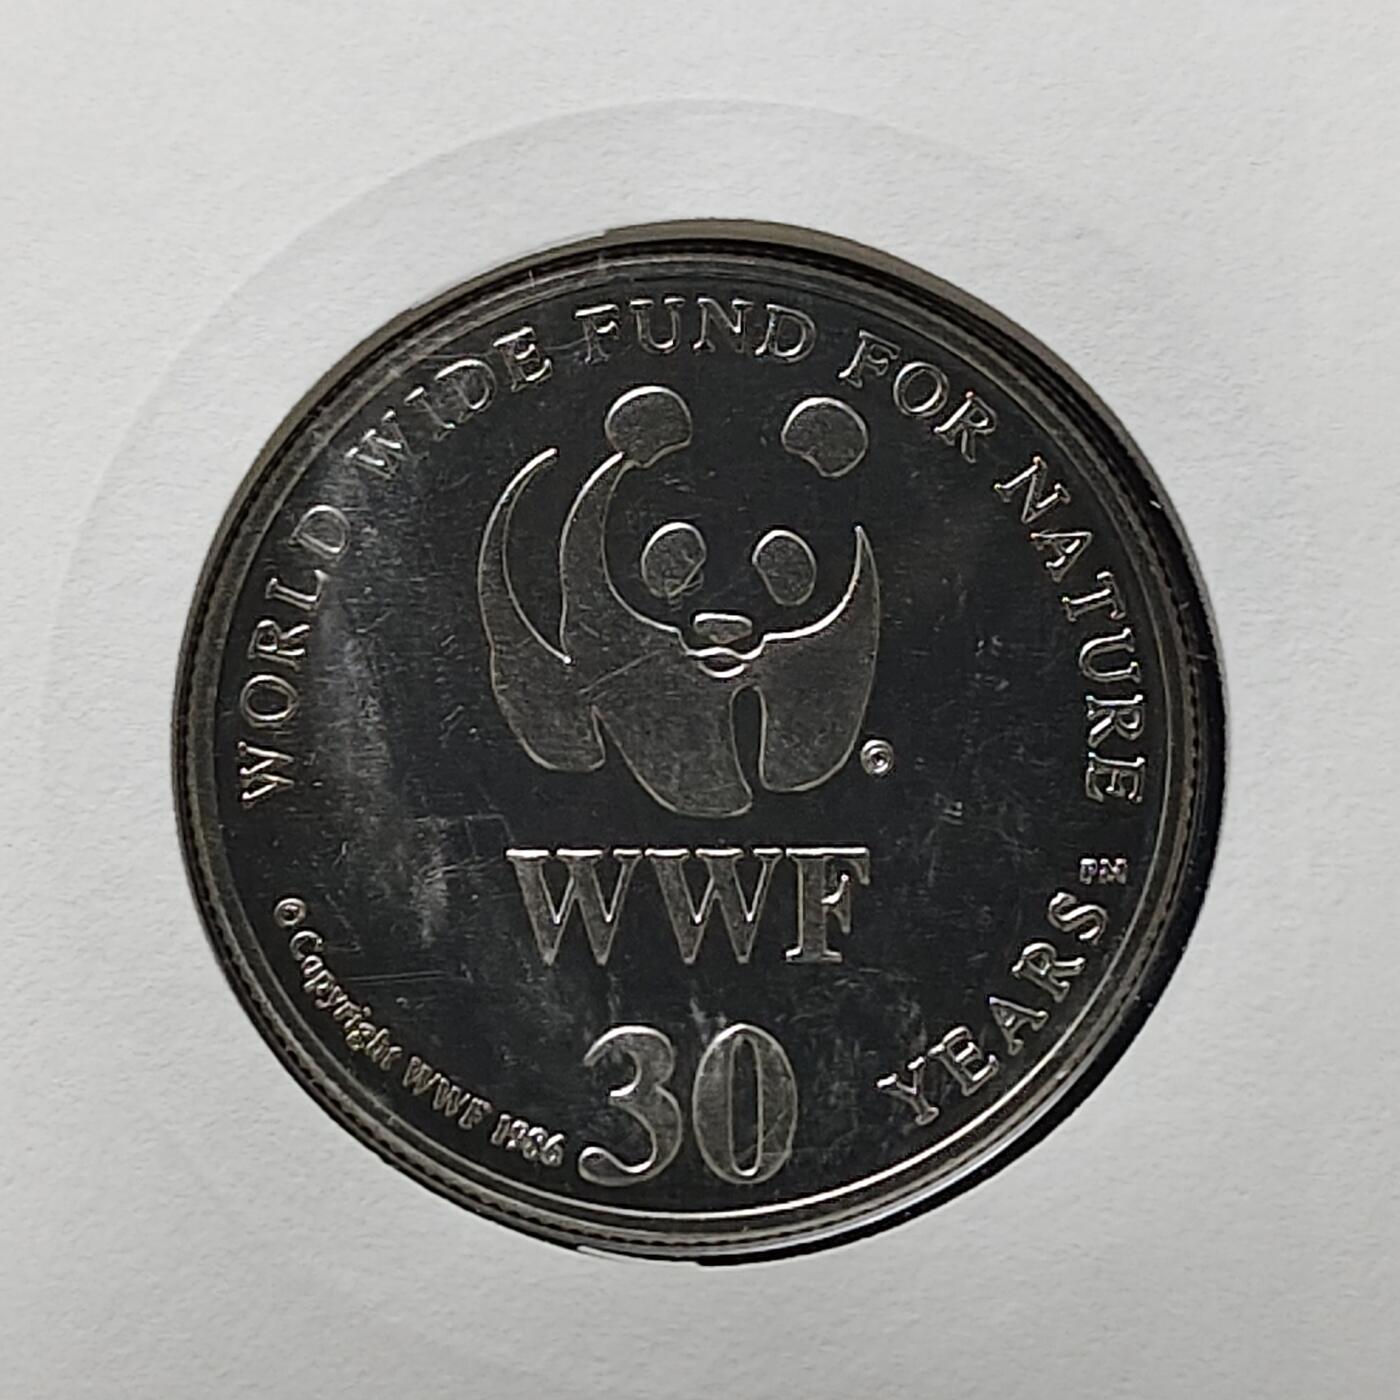 WORLD WIDE FUND FOR NATURE
®
WWF
30 YEARS
PM
© Copyright WWF 1986